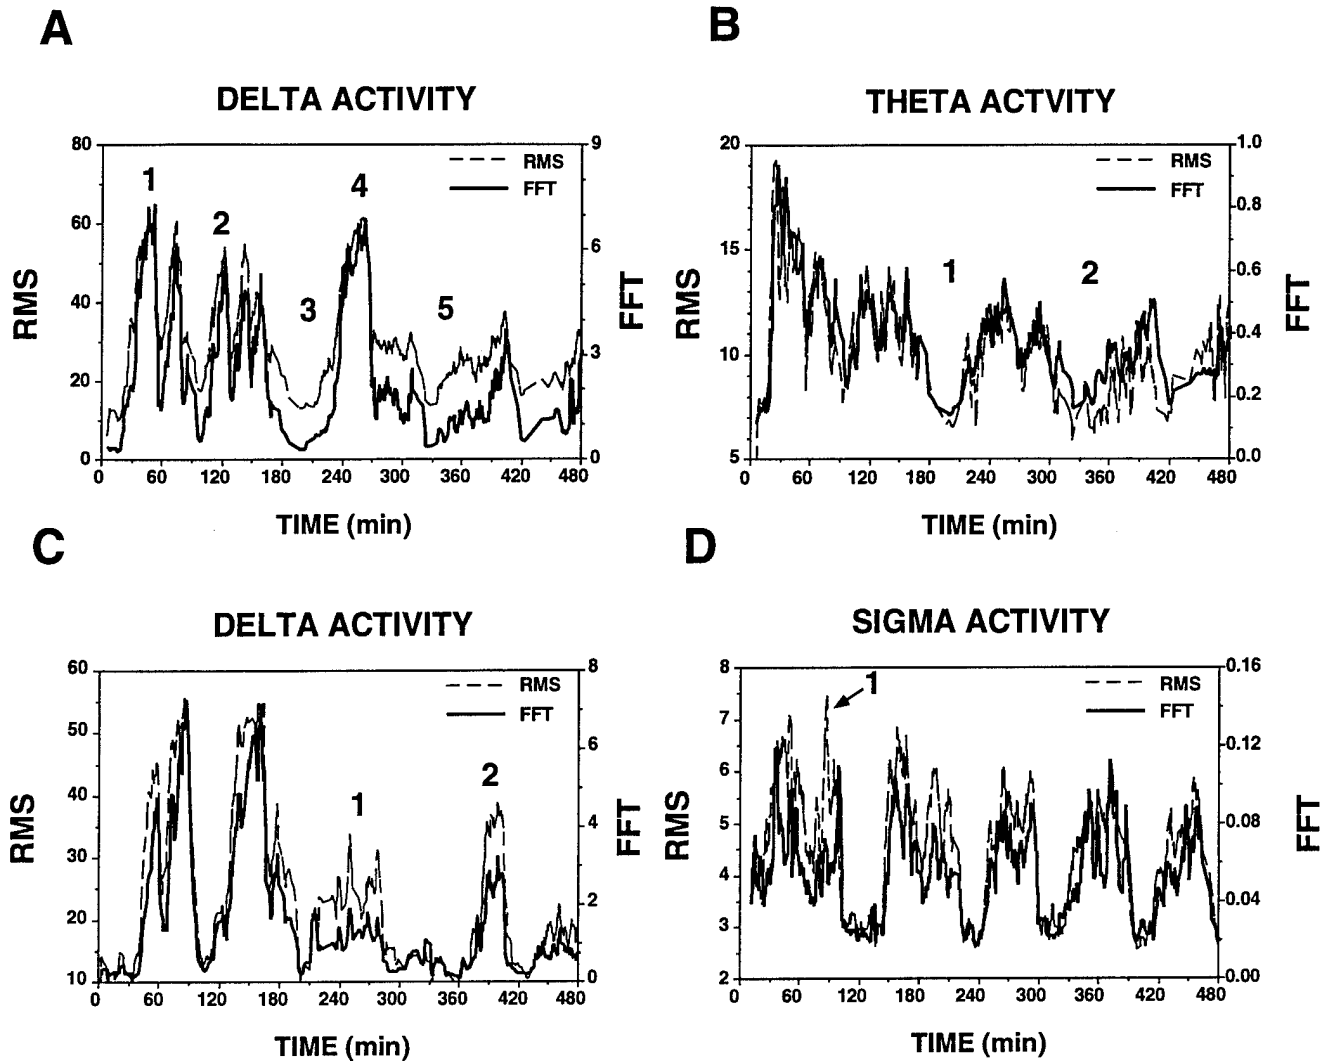 A
DELTA ACTIVITY
80
60
40
20
0
RMS
9
6
3
0
FFT
RMS
FFT
1
2
3
4
5
0 60 120 180 240 300 360 420 480
TIME (min)
B
THETA ACTVITY
20
15
10
5
RMS
1.0
0.8
0.6
0.4
0.2
0.0
FFT
RMS
FFT
1
2
0 60 120 180 240 300 360 420 480
TIME (min)
C
DELTA ACTIVITY
60
50
40
30
20
10
RMS
8
6
4
2
0
FFT
RMS
FFT
1
2
0 60 120 180 240 300 360 420 480
TIME (min)
D
SIGMA ACTIVITY
8
7
6
5
4
3
2
RMS
0.16
0.12
0.08
0.04
0.00
FFT
RMS
FFT
1
0 60 120 180 240 300 360 420 480
TIME (min)